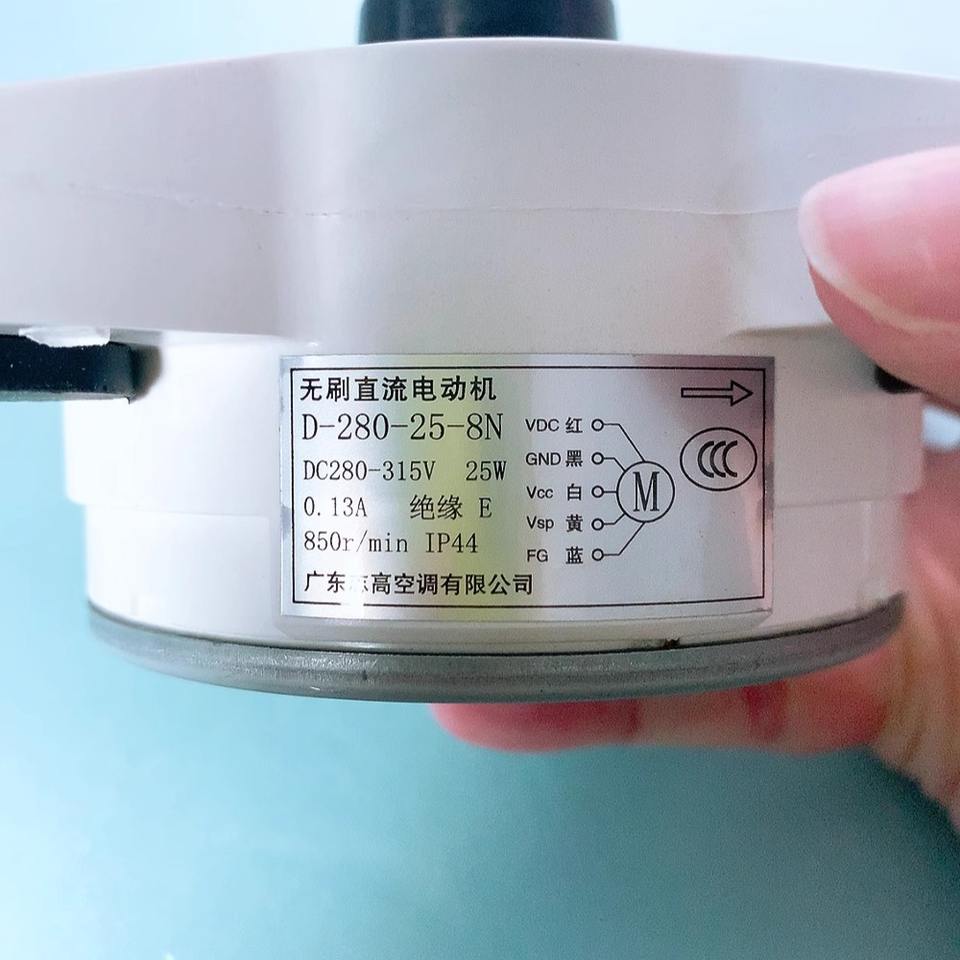 无刷直流电动机
D-280-25-8N
DC280-315V 25W
0.13A 绝缘 E
850r/min IP44
广东志高空调有限公司
VDC 红
GND 黑
Vcc 白
Vsp 黄
FG 蓝
M
CCC